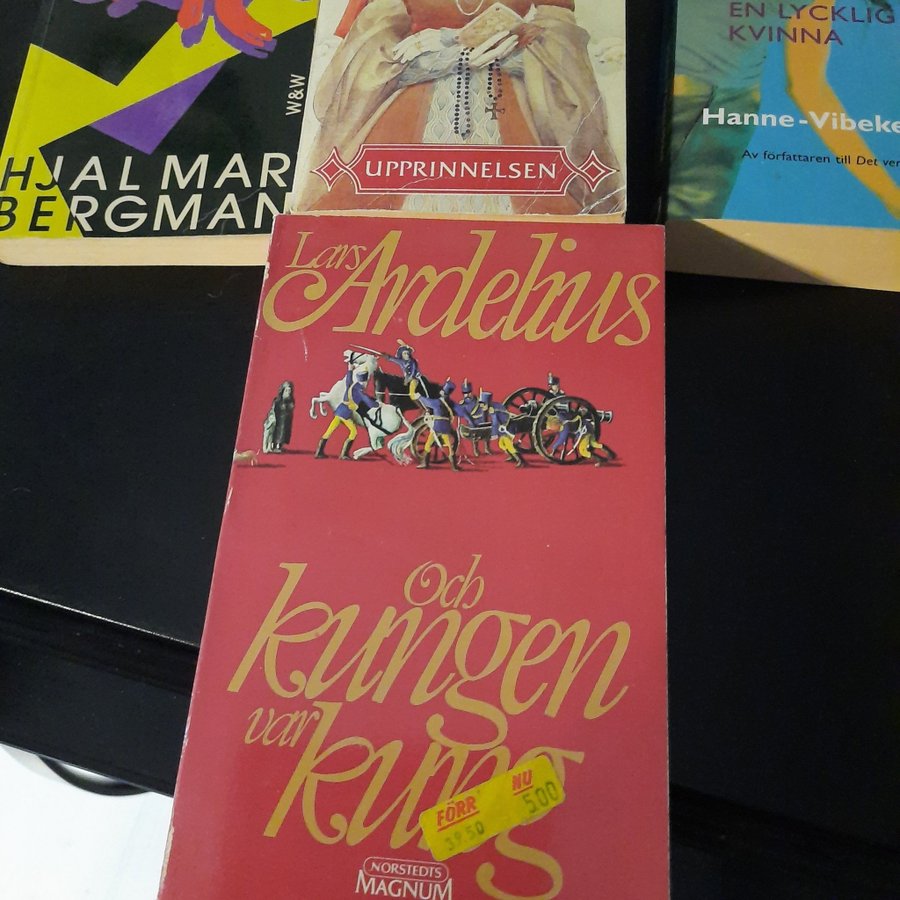 HJALMAR
BERGMAN
W&W
UPPRINNELSEN
EN LYCKLIG
KVINNA
Hanne-Vibeke
Av författaren till Det ver
Lars
Ardelius
Och
kungen
var
kung
FÖRR NU
39.50 5.00
NORSTEDTS
MAGNUM